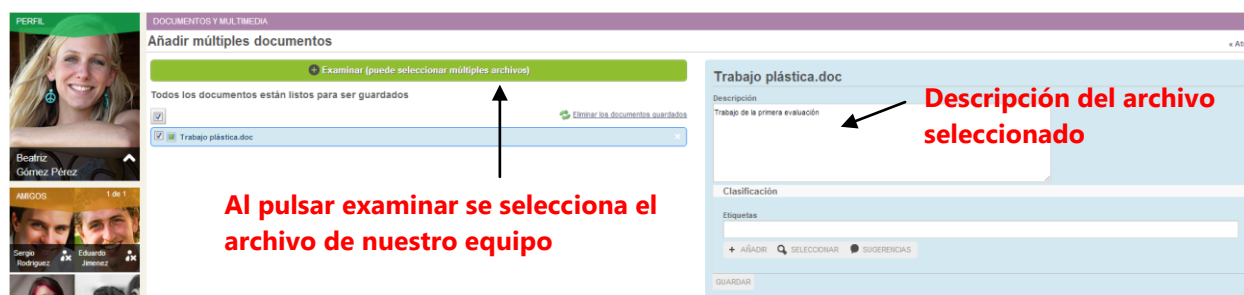 PERFIL
DOCUMENTOS Y MULTIMEDIA
Añadir múltiples documentos
« At
Examinar (puede seleccionar múltiples archivos)
Todos los documentos están listos para ser guardados
Eliminar los documentos guardados
Trabajo plástica.doc
Beatriz
Gómez Pérez
AMIGOS
1 de 1
Sergio
Rodriguez
Eduardo
Jimenez
Al pulsar examinar se selecciona el
archivo de nuestro equipo
Trabajo plástica.doc
Descripción
Trabajo de la primera evaluación
Descripción del archivo
seleccionado
Clasificación
Etiquetas
+ AÑADIR SELECCIONAR SUGERENCIAS
GUARDAR